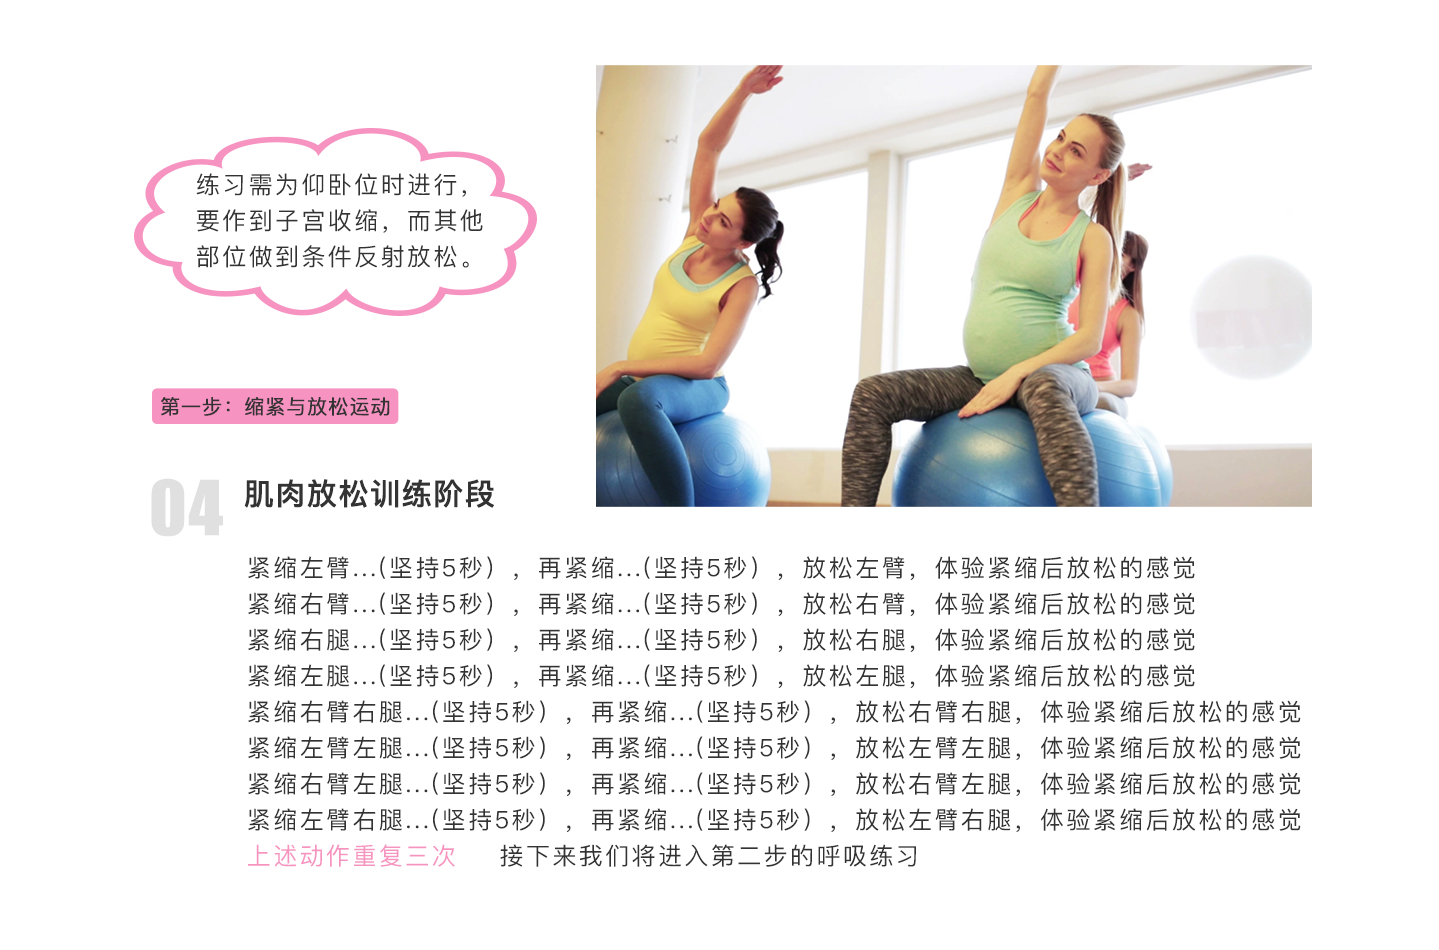 练习需为仰卧位时进行，
要作到子宫收缩，而其他
部位做到条件反射放松。
第一步：缩紧与放松运动
04 肌肉放松训练阶段
紧缩左臂...(坚持5秒），再紧缩...(坚持5秒），放松左臂，体验紧缩后放松的感觉
紧缩右臂...(坚持5秒），再紧缩...(坚持5秒），放松右臂，体验紧缩后放松的感觉
紧缩右腿...(坚持5秒），再紧缩...(坚持5秒），放松右腿，体验紧缩后放松的感觉
紧缩左腿...(坚持5秒），再紧缩...(坚持5秒），放松左腿，体验紧缩后放松的感觉
紧缩右臂右腿...(坚持5秒），再紧缩...(坚持5秒），放松右臂右腿，体验紧缩后放松的感觉
紧缩左臂左腿...(坚持5秒），再紧缩...(坚持5秒），放松左臂左腿，体验紧缩后放松的感觉
紧缩右臂左腿...(坚持5秒），再紧缩...(坚持5秒），放松右臂左腿，体验紧缩后放松的感觉
紧缩左臂右腿...(坚持5秒），再紧缩...(坚持5秒），放松左臂右腿，体验紧缩后放松的感觉
上述动作重复三次 接下来我们将进入第二步的呼吸练习